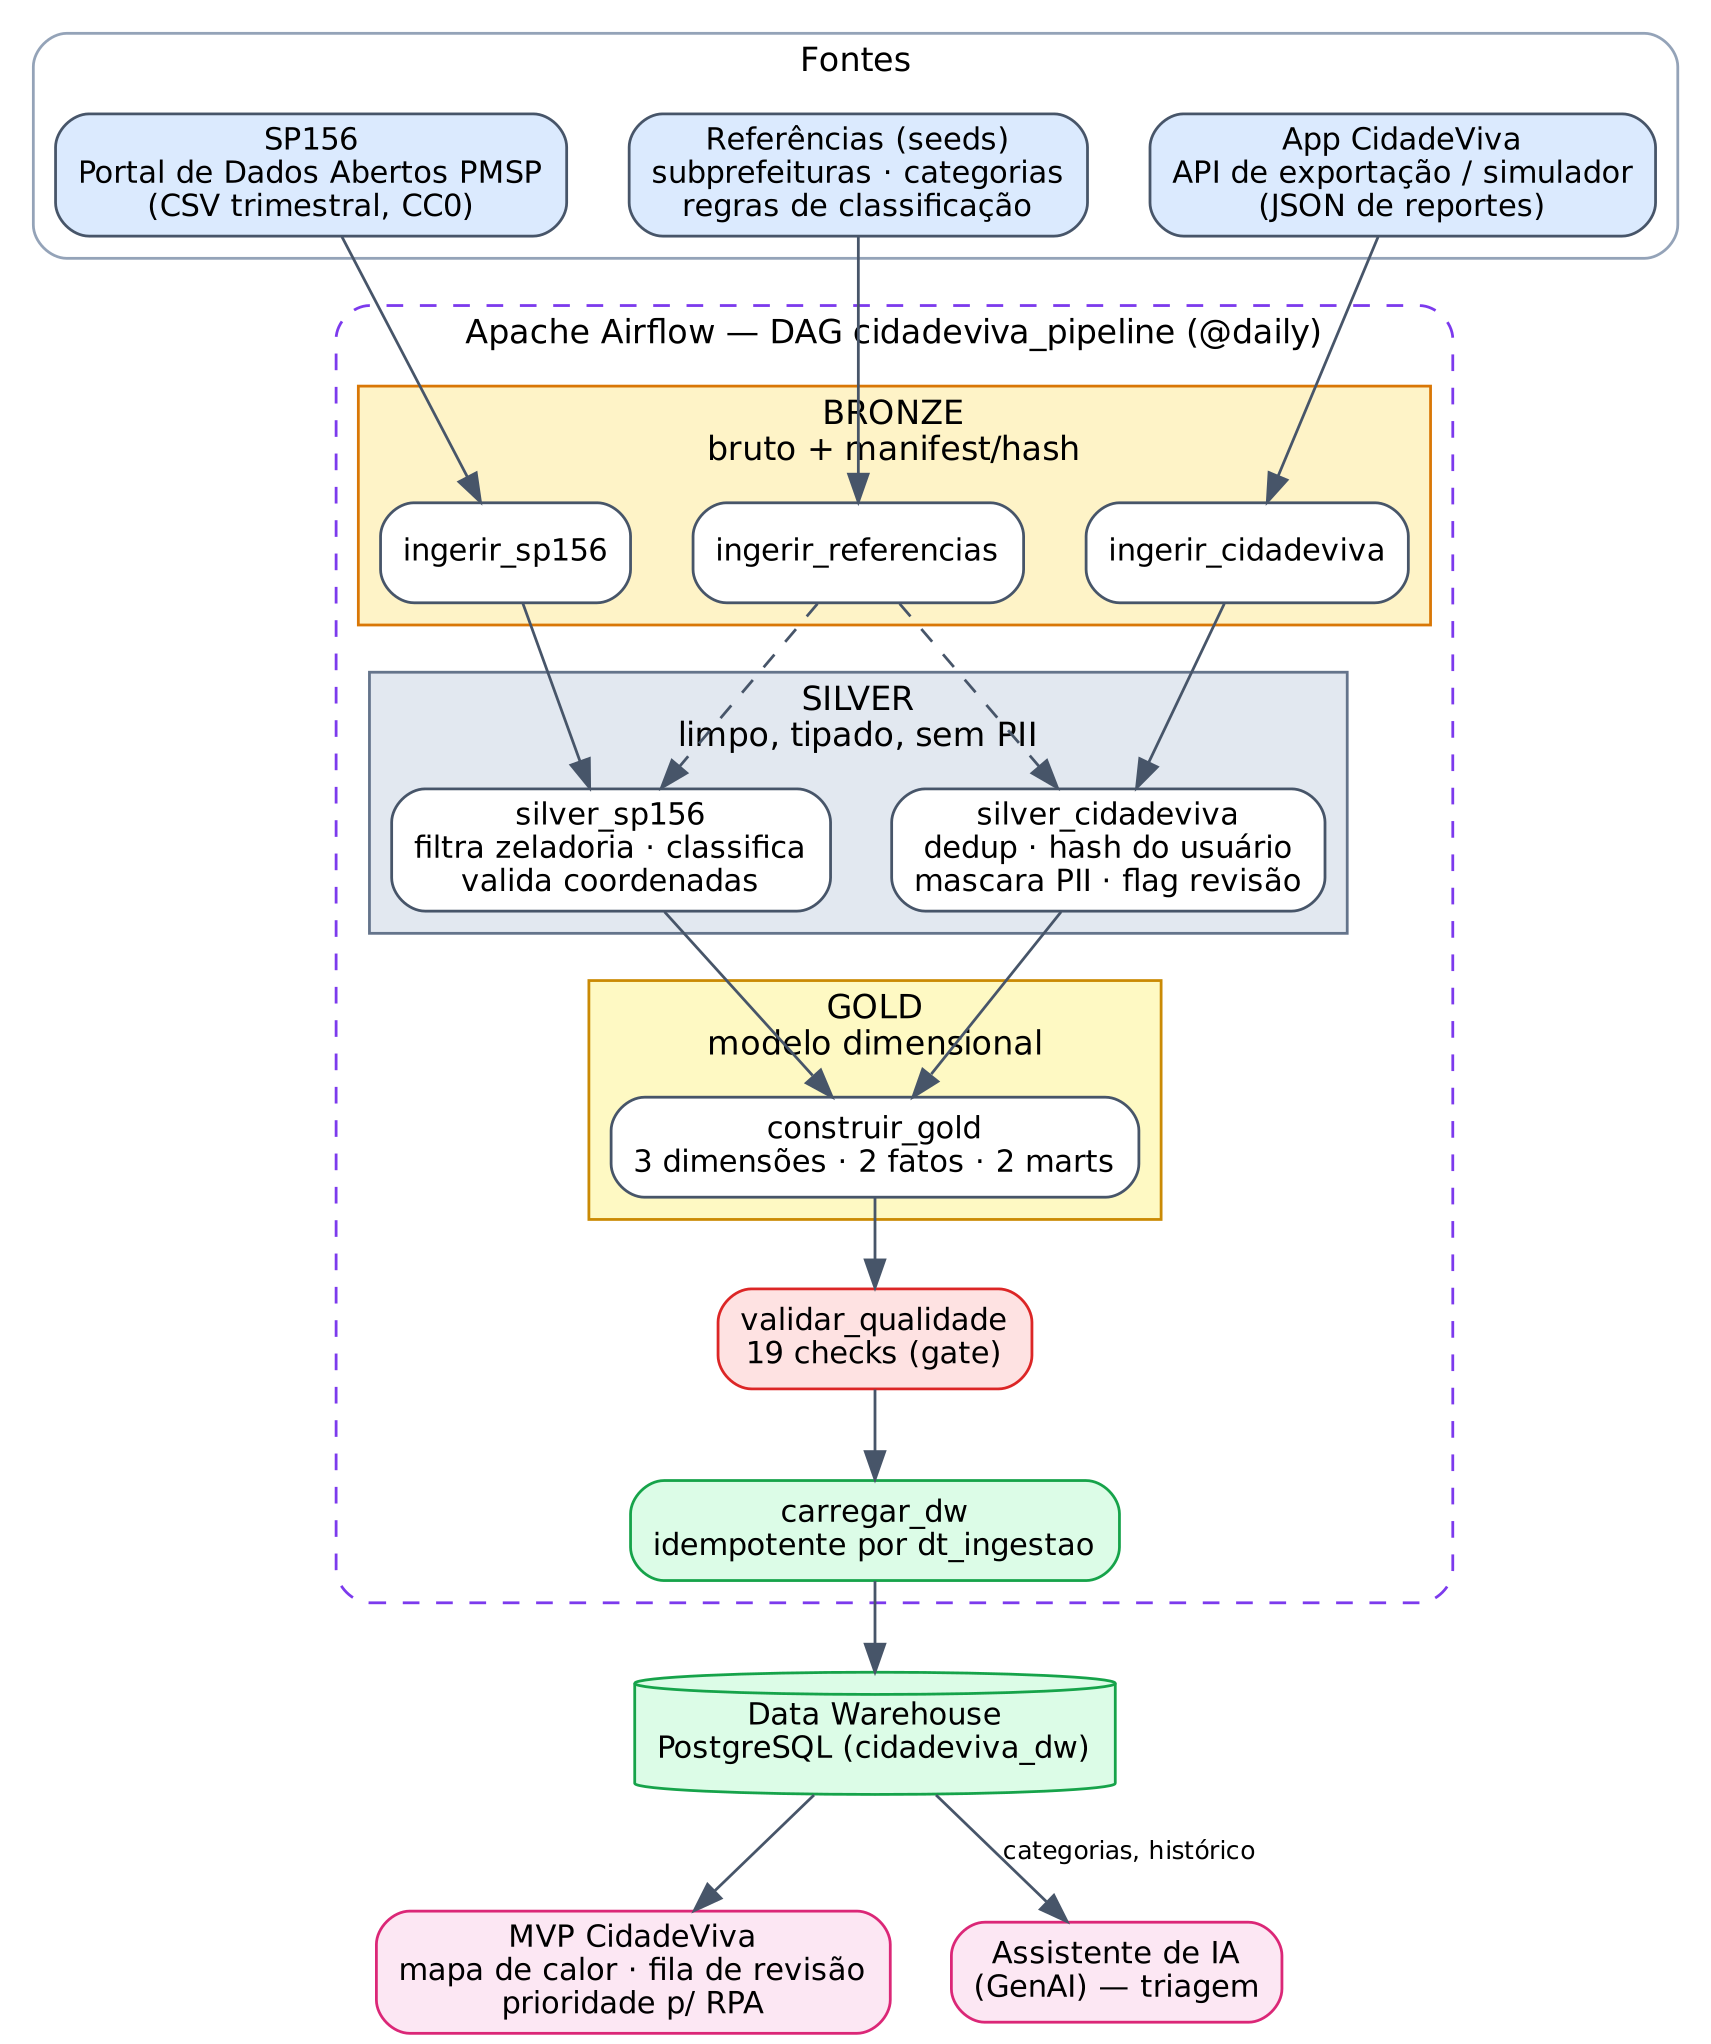 Fontes
SP156
Portal de Dados Abertos PMSP
(CSV trimestral, CC0)
Referências (seeds)
subprefeituras · categorias
regras de classificação
App CidadeViva
API de exportação / simulador
(JSON de reportes)
Apache Airflow — DAG cidadeviva_pipeline (@daily)
BRONZE
bruto + manifest/hash
ingerir_sp156
ingerir_referencias
ingerir_cidadeviva
SILVER
limpo, tipado, sem PII
silver_sp156
filtra zeladoria · classifica
valida coordenadas
silver_cidadeviva
dedup · hash do usuário
mascara PII · flag revisão
GOLD
modelo dimensional
construir_gold
3 dimensões · 2 fatos · 2 marts
validar_qualidade
19 checks (gate)
carregar_dw
idempotente por dt_ingestao
Data Warehouse
PostgreSQL (cidadeviva_dw)
categorias, histórico
MVP CidadeViva
mapa de calor · fila de revisão
prioridade p/ RPA
Assistente de IA
(GenAI) — triagem